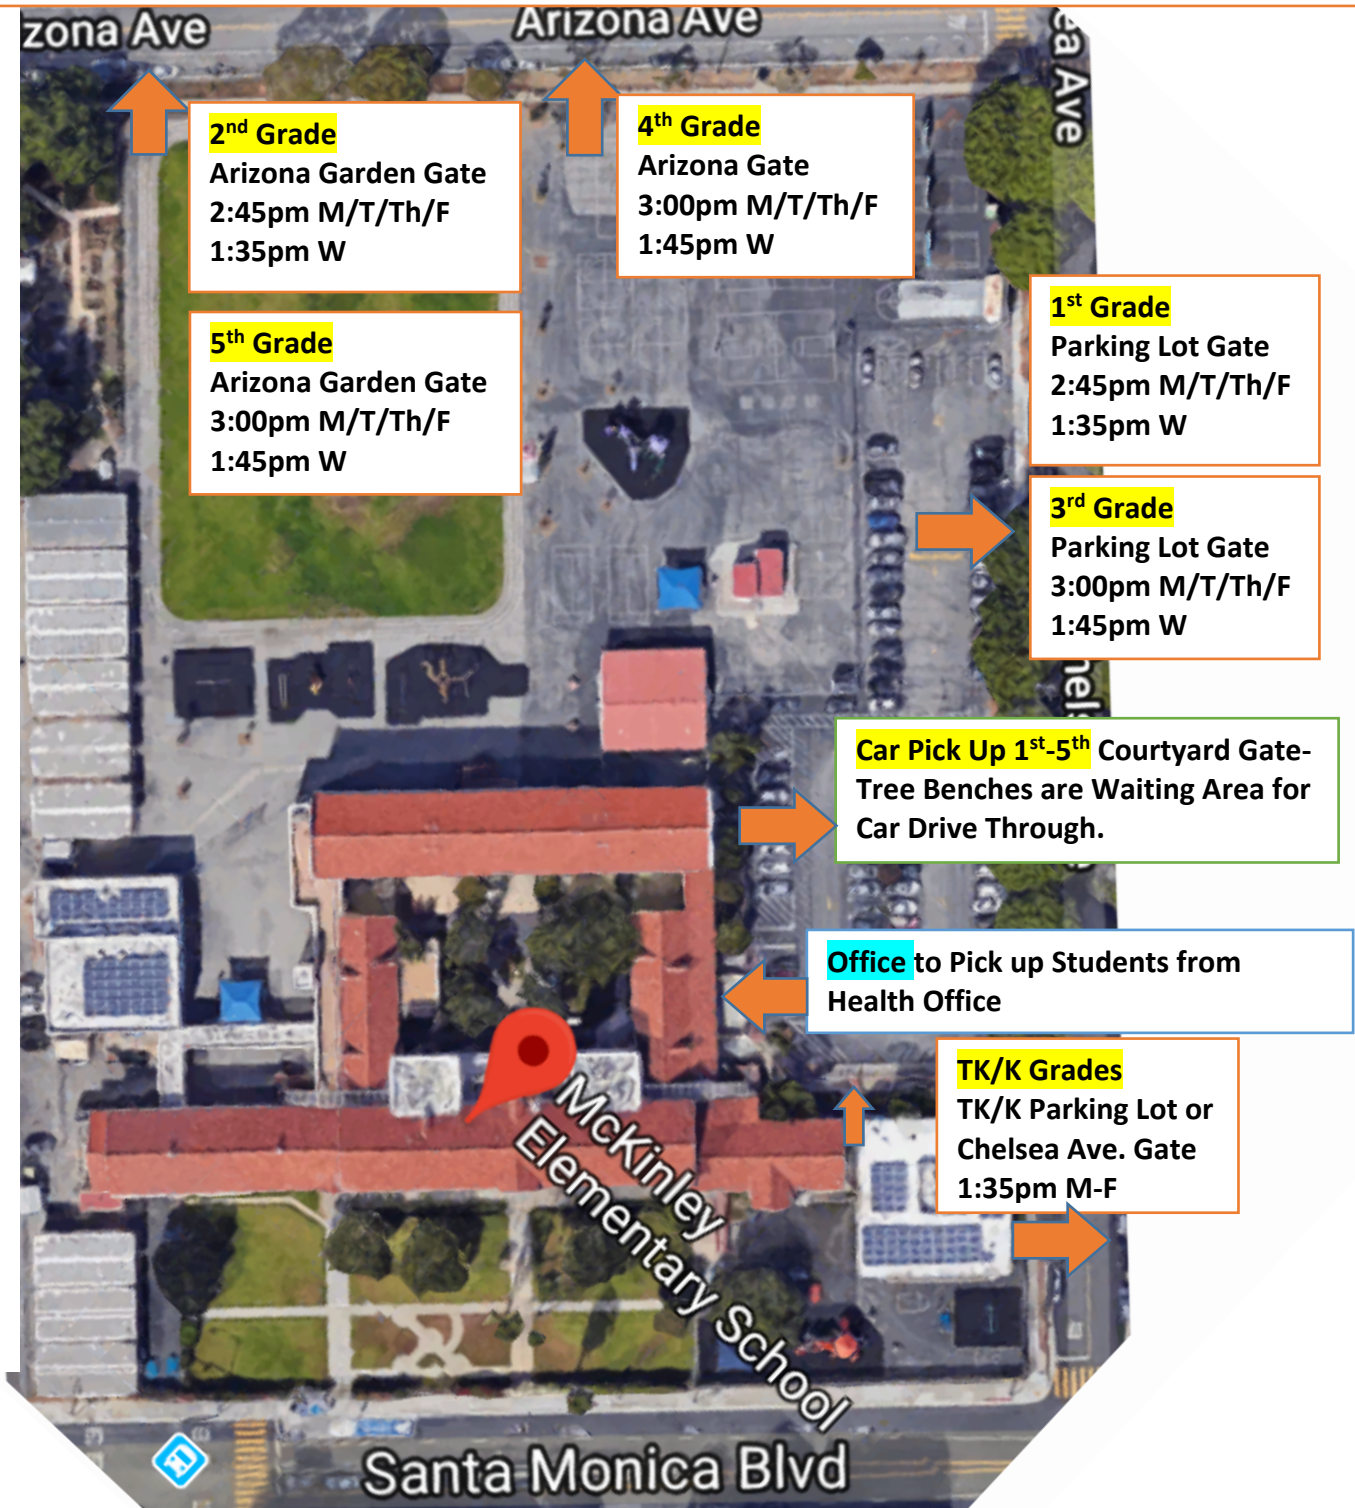 zona Ave
Arizona Ave
ea Ave
2nd Grade
Arizona Garden Gate
2:45pm M/T/Th/F
1:35pm W
4th Grade
Arizona Gate
3:00pm M/T/Th/F
1:45pm W
5th Grade
Arizona Garden Gate
3:00pm M/T/Th/F
1:45pm W
1st Grade
Parking Lot Gate
2:45pm M/T/Th/F
1:35pm W
3rd Grade
Parking Lot Gate
3:00pm M/T/Th/F
1:45pm W
hels
Car Pick Up 1st-5th Courtyard Gate-
Tree Benches are Waiting Area for
Car Drive Through.
Office to Pick up Students from
Health Office
TK/K Grades
TK/K Parking Lot or
Chelsea Ave. Gate
1:35pm M-F
McKinley
Elementary School
Santa Monica Blvd